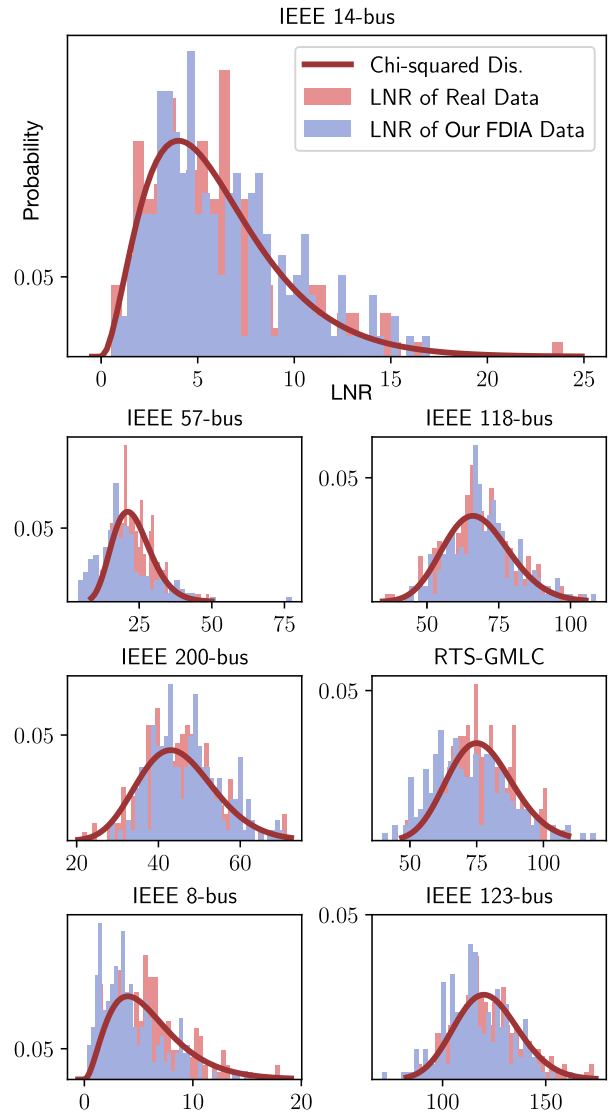 IEEE 14-bus
Chi-squared Dis.
LNR of Real Data
LNR of Our FDIA Data
Probability
0.05
0 5 10 15 20 25
LNR
IEEE 57-bus IEEE 118-bus
0.05 0.05
25 50 75 50 75 100
IEEE 200-bus RTS-GMLC
0.05 0.05
20 40 60 50 75 100
IEEE 8-bus IEEE 123-bus
0.05 0.05
0 10 20 100 150